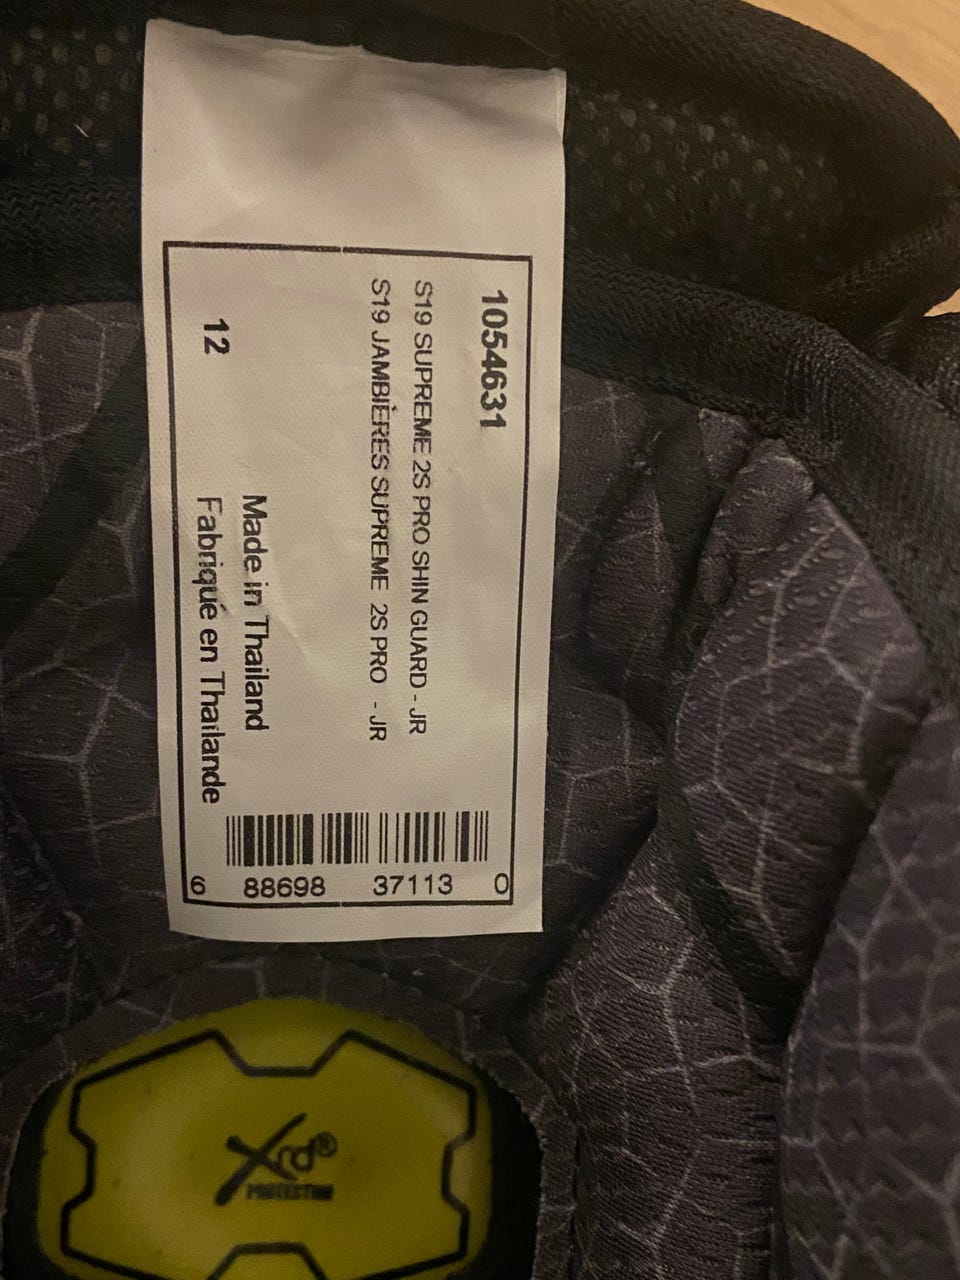 1054631
S19 SUPREME 2S PRO SHIN GUARD - JR
S19 JAMBIÈRES SUPREME 2S PRO - JR
12
Made in Thailand
Fabriqué en Thaïlande
6 88698 37113 0
Xrd®
PROTECTION